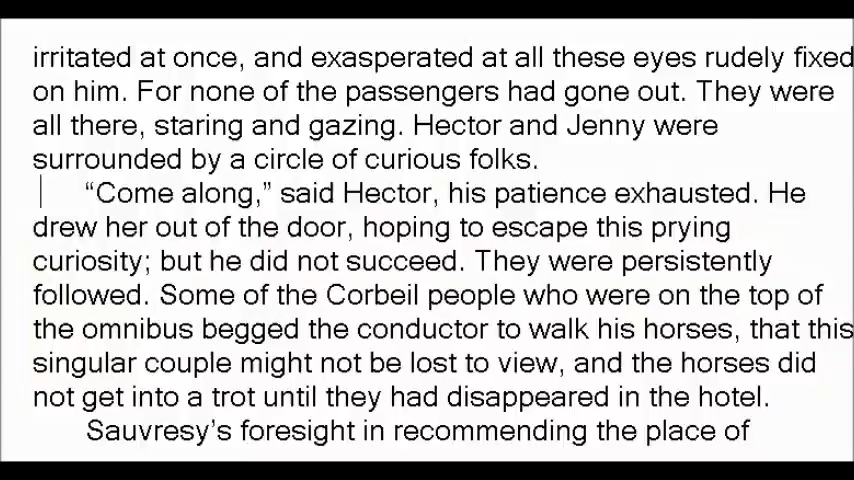 irritated at once, and exasperated at all these eyes rudely fixed
on him. For none of the passengers had gone out. They were
all there, staring and gazing. Hector and Jenny were
surrounded by a circle of curious folks.
“Come along,” said Hector, his patience exhausted. He
drew her out of the door, hoping to escape this prying
curiosity; but he did not succeed. They were persistently
followed. Some of the Corbeil people who were on the top of
the omnibus begged the conductor to walk his horses, that this
singular couple might not be lost to view, and the horses did
not get into a trot until they had disappeared in the hotel.
Sauvresy’s foresight in recommending the place of